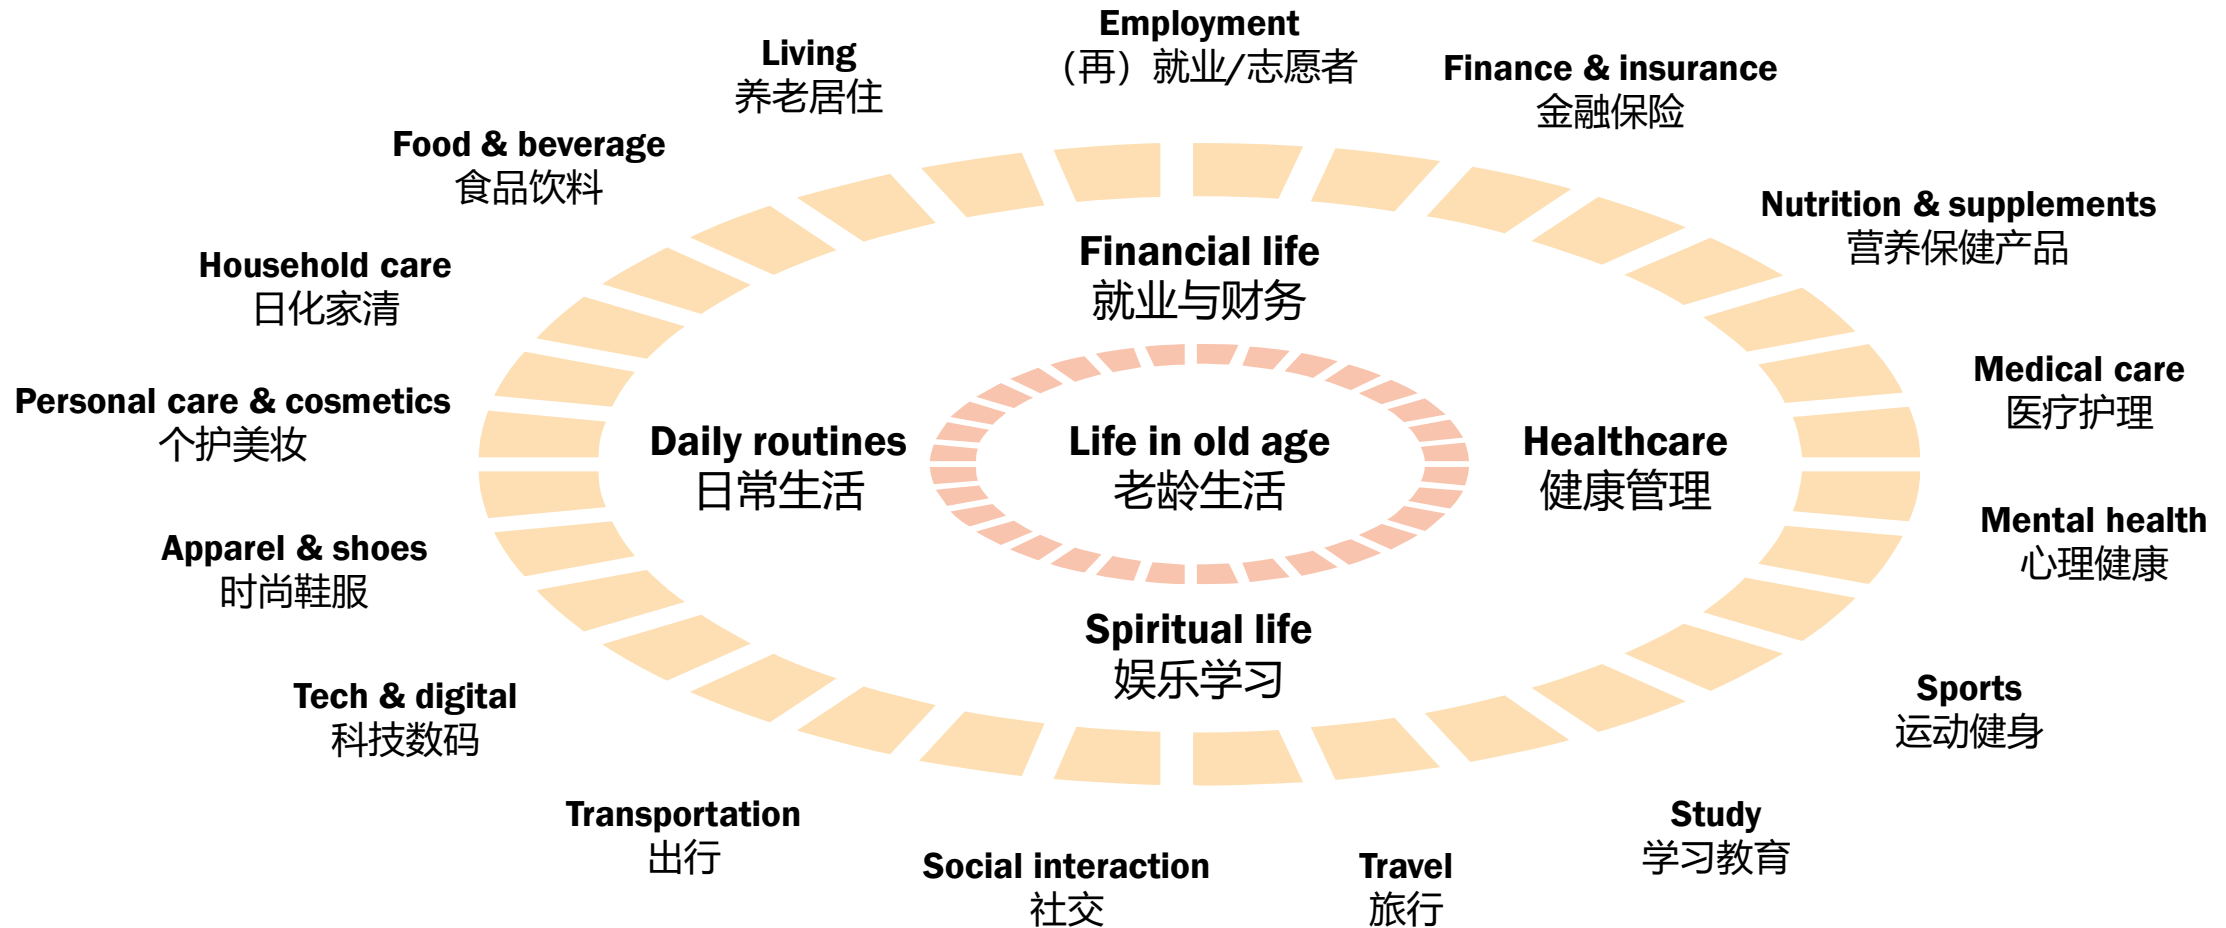 Employment
（再）就业/志愿者
Living
养老居住
Finance & insurance
金融保险
Food & beverage
食品饮料
Nutrition & supplements
营养保健产品
Household care
日化家清
Financial life
就业与财务
Medical care
医疗护理
Personal care & cosmetics
个护美妆
Daily routines
日常生活
Life in old age
老龄生活
Healthcare
健康管理
Mental health
心理健康
Apparel & shoes
时尚鞋服
Spiritual life
娱乐学习
Tech & digital
科技数码
Sports
运动健身
Transportation
出行
Study
学习教育
Social interaction
社交
Travel
旅行